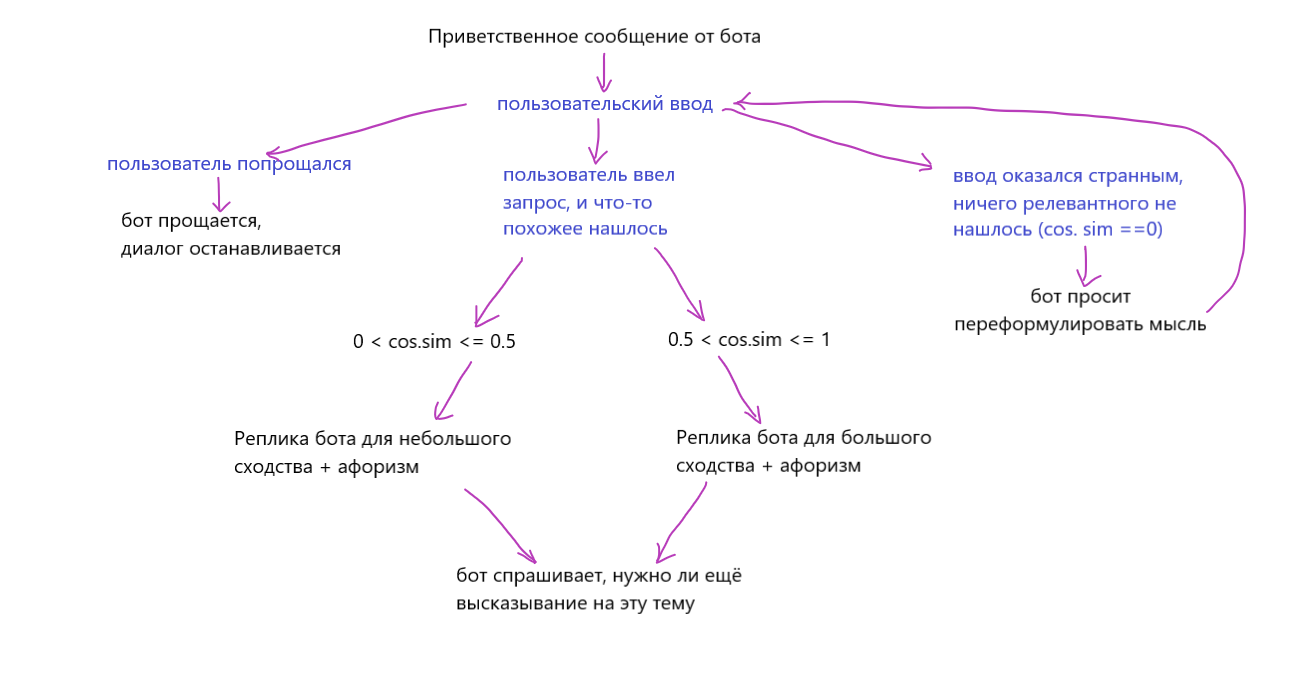 Приветственное сообщение от бота
пользовательский ввод
пользователь попрощался
бот прощается,
диалог останавливается
пользователь ввел
запрос, и что-то
похожее нашлось
ввод оказался странным,
ничего релевантного не
нашлось (cos. sim ==0)
бот просит
переформулировать мысль
0 < cos.sim <= 0.5
0.5 < cos.sim <= 1
Реплика бота для небольшого
сходства + афоризм
Реплика бота для большого
сходства + афоризм
бот спрашивает, нужно ли ещё
высказывание на эту тему